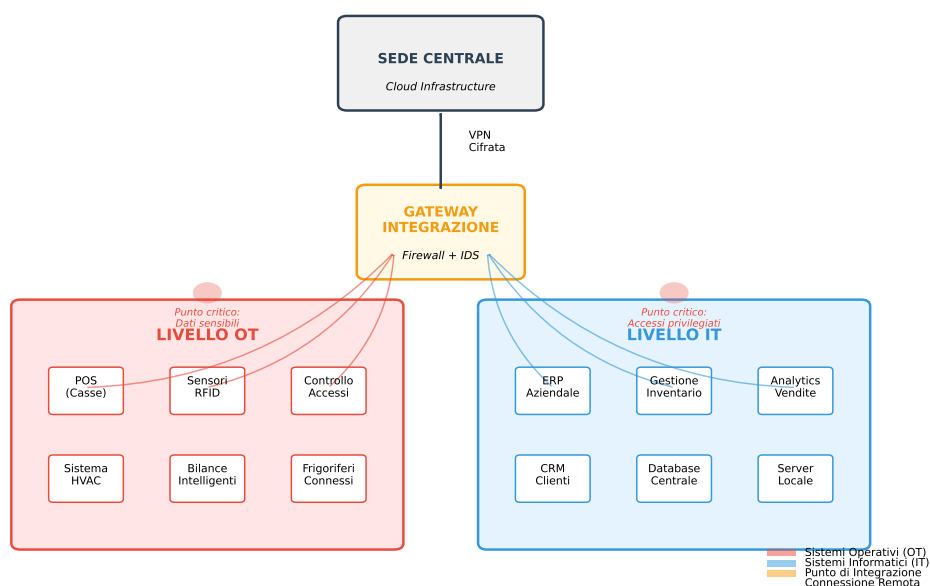 SEDE CENTRALE
Cloud Infrastructure
VPN
Cifrata
GATEWAY
INTEGRAZIONE
Firewall + IDS
Punto critico:
Dati sensibili
LIVELLO OT
POS
(Casse)
Sensori
RFID
Controllo
Accessi
Sistema
HVAC
Bilance
Intelligenti
Frigoriferi
Connessi
Punto critico:
Accessi privilegiati
LIVELLO IT
ERP
Aziendale
Gestione
Inventario
Analytics
Vendite
CRM
Clienti
Database
Centrale
Server
Locale
Sistemi Operativi (OT)
Sistemi Informatici (IT)
Punto di Integrazione
Connessione Remota